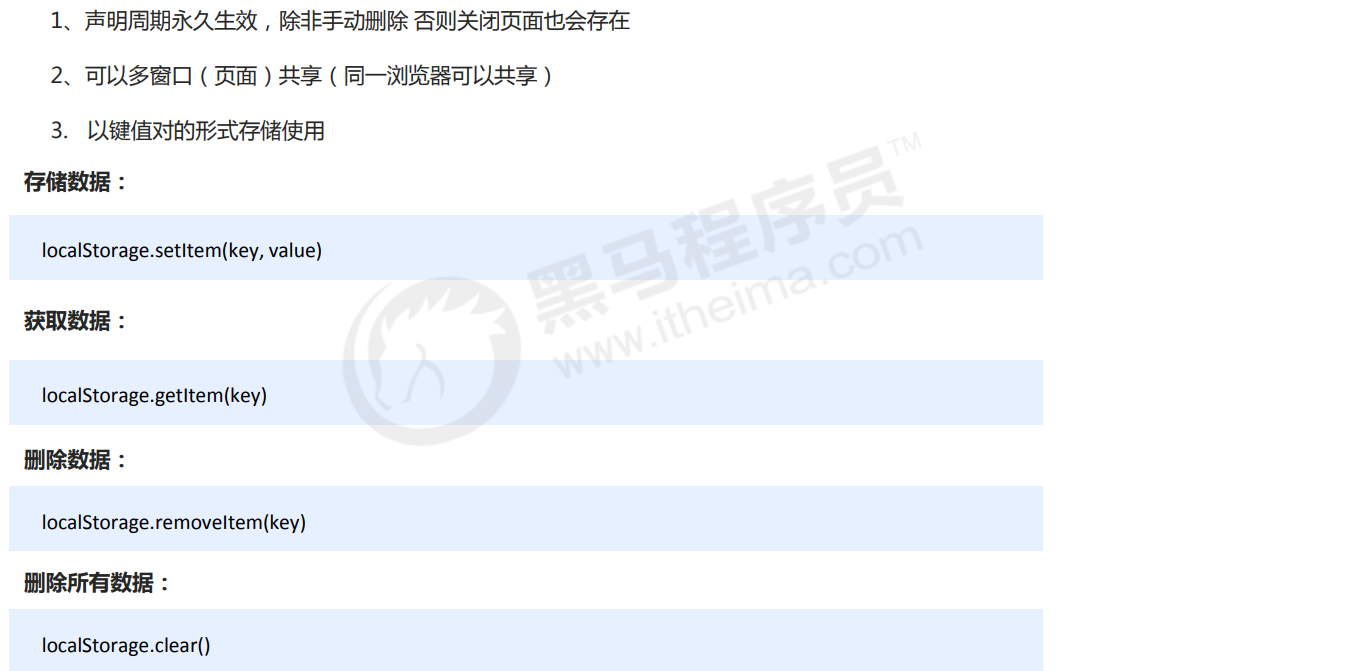 1、声明周期永久生效，除非手动删除 否则关闭页面也会存在
2、可以多窗口（页面）共享（同一浏览器可以共享）
3. 以键值对的形式存储使用
存储数据：
localStorage.setItem(key, value)
获取数据：
localStorage.getItem(key)
删除数据：
localStorage.removeItem(key)
删除所有数据：
localStorage.clear()
黑马程序员™
www.itheima.com